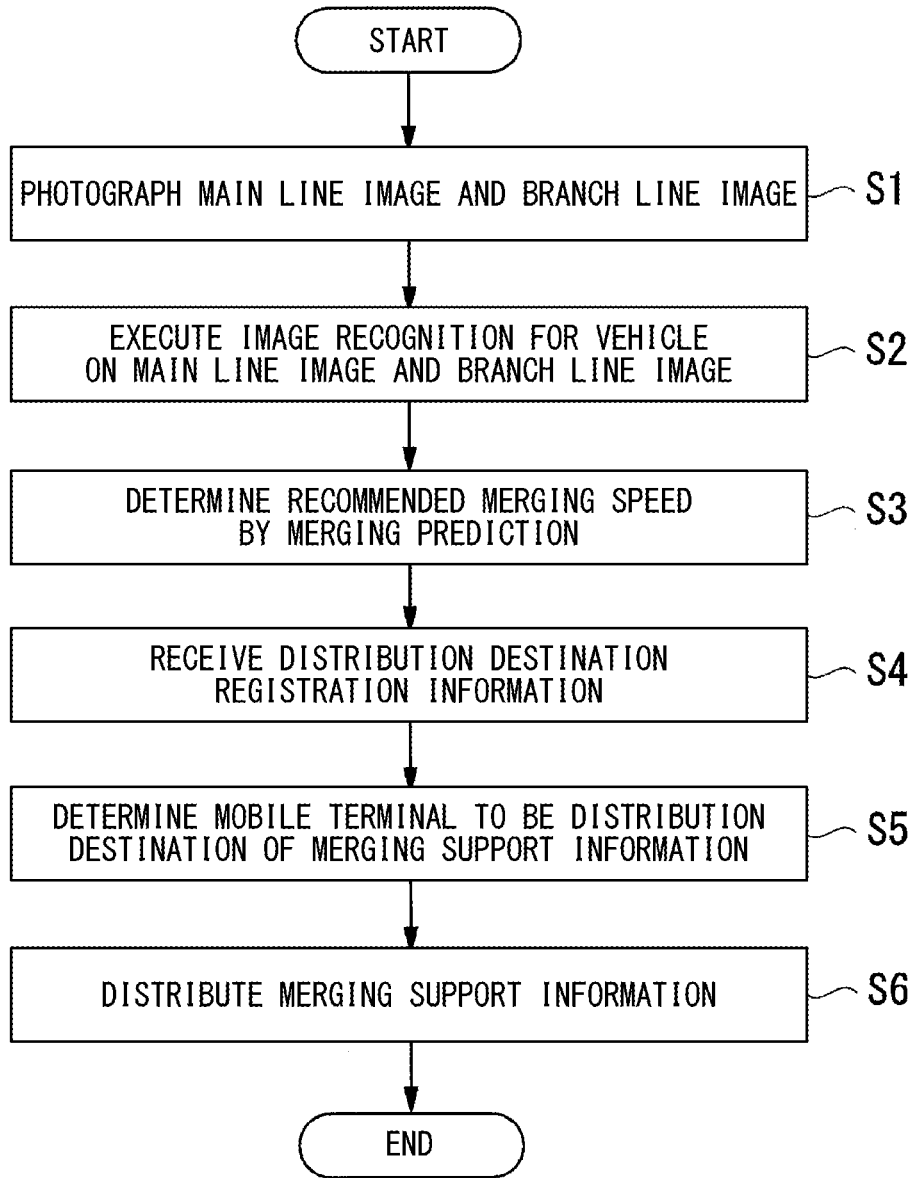 START
PHOTOGRAPH MAIN LINE IMAGE AND BRANCH LINE IMAGE
S1
EXECUTE IMAGE RECOGNITION FOR VEHICLE
ON MAIN LINE IMAGE AND BRANCH LINE IMAGE
S2
DETERMINE RECOMMENDED MERGING SPEED
BY MERGING PREDICTION
S3
RECEIVE DISTRIBUTION DESTINATION
REGISTRATION INFORMATION
S4
DETERMINE MOBILE TERMINAL TO BE DISTRIBUTION
DESTINATION OF MERGING SUPPORT INFORMATION
S5
DISTRIBUTE MERGING SUPPORT INFORMATION
S6
END